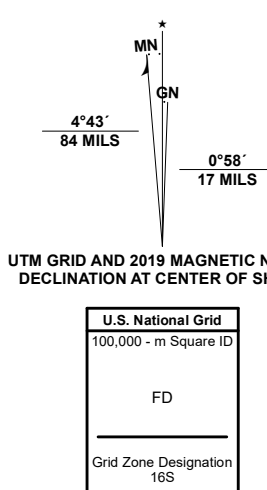 MN
GN
4°43´
84 MILS
0°58´
17 MILS
UTM GRID AND 2019 MAGNETIC
DECLINATION AT CENTER OF
U.S. National Grid
100,000 - m Square ID
FD
Grid Zone Designation
16S